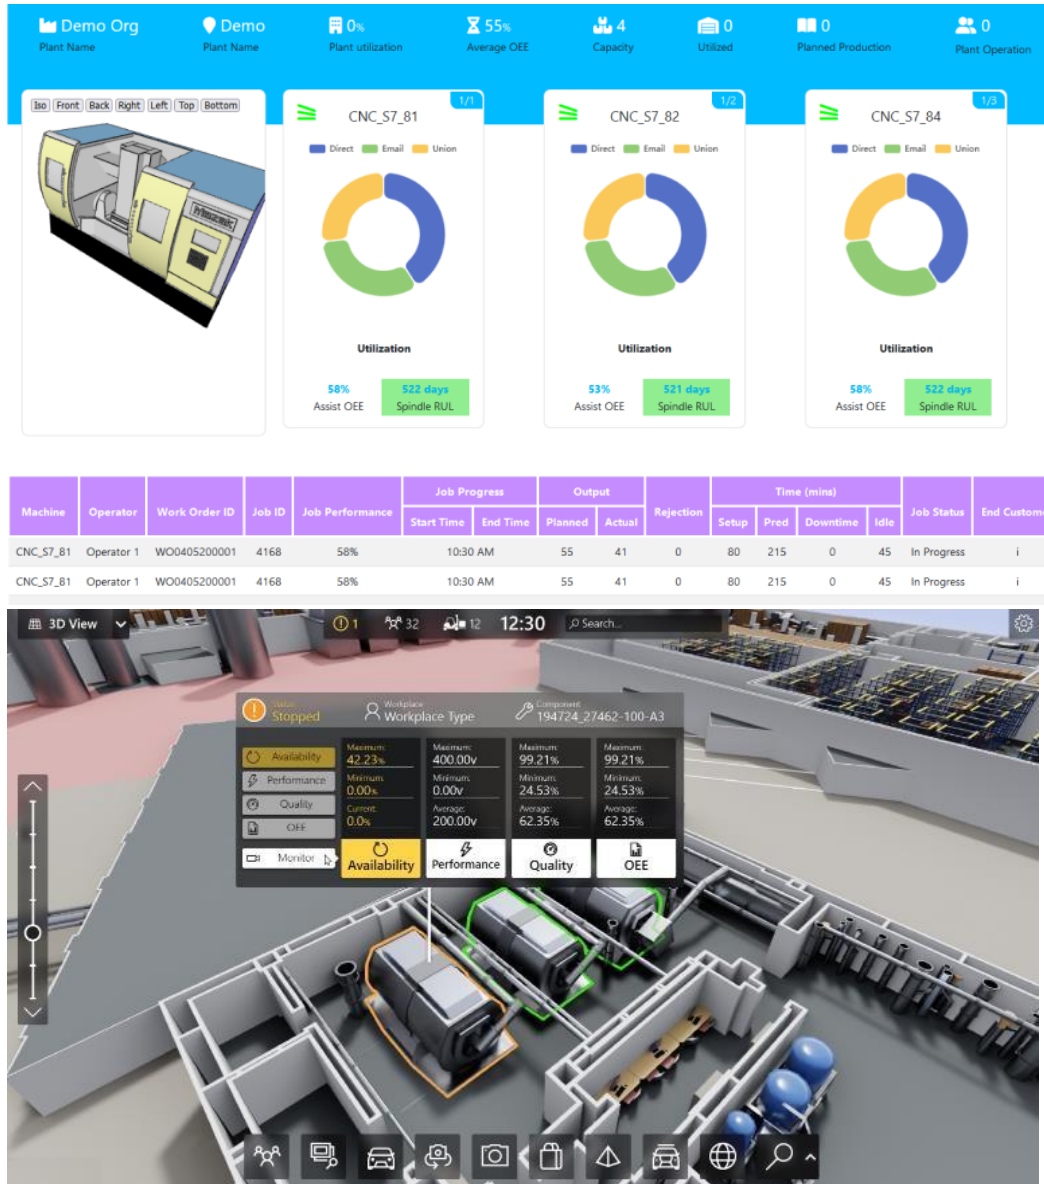 Demo Org Demo 0% 55% 4 0 0 0
Plant Name Plant Name Plant utilization Average OEE Capacity Utilized Planned Production Plant Operation
Iso Front Back Right Left Top Bottom
Mazak
1/1
CNC_S7_81
Direct Email Union
Utilization
58% 522 days
Assist OEE Spindle RUL
1/2
CNC_S7_82
Direct Email Union
Utilization
53% 521 days
Assist OEE Spindle RUL
1/3
CNC_S7_84
Direct Email Union
Utilization
58% 522 days
Assist OEE Spindle RUL
Machine Operator Work Order ID Job ID Job Performance Job Progress Output Rejection Time (mins) Job Status End Custome
Start Time End Time Planned Actual Setup Pred Downtime Idle
CNC_S7_81 Operator 1 WO0405200001 4168 58% 10:30 AM 55 41 0 80 215 0 45 In Progress i
CNC_S7_81 Operator 1 WO0405200001 4168 58% 10:30 AM 55 41 0 80 215 0 45 In Progress i
3D View 1 32 12 12:30 Search...
Status Workplace Component
Stopped Workplace Type 194724_27462-100-A3
Availability
Performance
Quality
OEE
Monitor
Maximum: Maximum: Maximum: Maximum:
42.23% 400.00v 99.21% 99.21%
Minimum: Minimum: Minimum: Minimum:
0.00% 0.00v 24.53% 24.53%
Current: Average: Average: Average:
0.0% 200.00v 62.35% 62.35%
Availability Performance Quality OEE